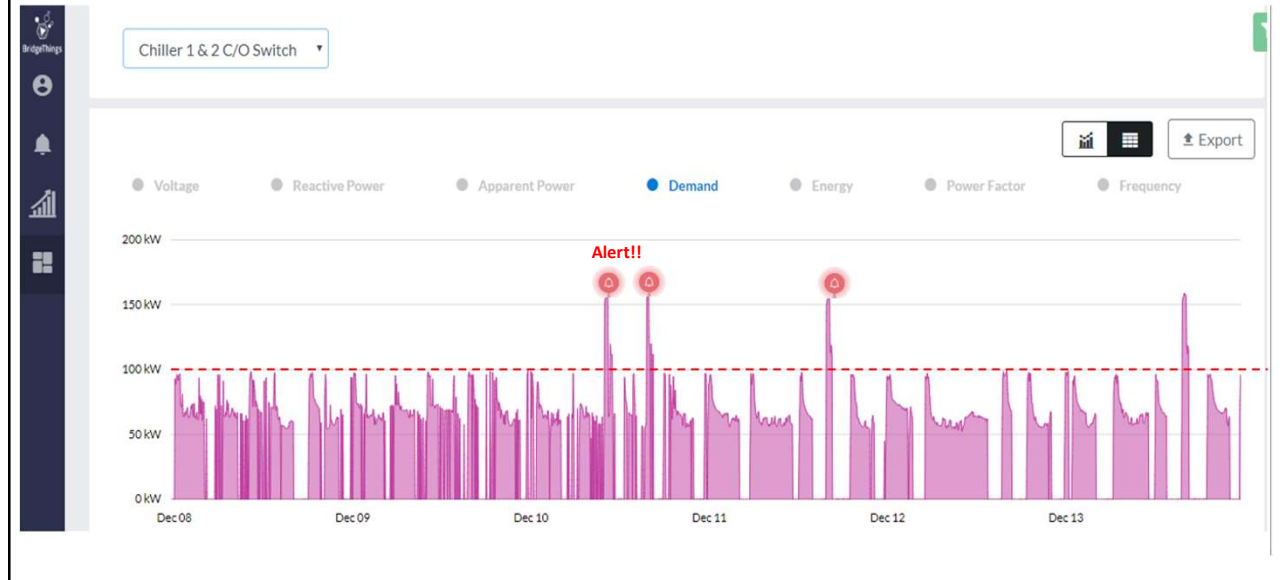 BridgeThings
Chiller 1 & 2 C/O Switch
Export
Voltage Reactive Power Apparent Power Demand Energy Power Factor Frequency
200 kW
Alert!!
150 kW
100 kW
50 kW
0 kW
Dec 08 Dec 09 Dec 10 Dec 11 Dec 12 Dec 13